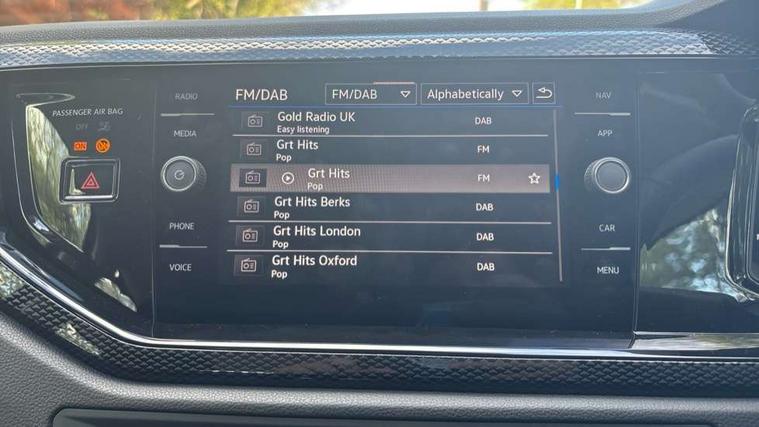 RADIO
FM/DAB
FM/DAB
Alphabetically
NAV
PASSENGER AIR BAG
OFF
ON
Gold Radio UK
DAB
Easy listening
MEDIA
APP
Grt Hits
FM
Pop
Grt Hits
FM
Pop
Grt Hits Berks
DAB
Pop
PHONE
CAR
Grt Hits London
DAB
Pop
VOICE
MENU
Grt Hits Oxford
DAB
Pop